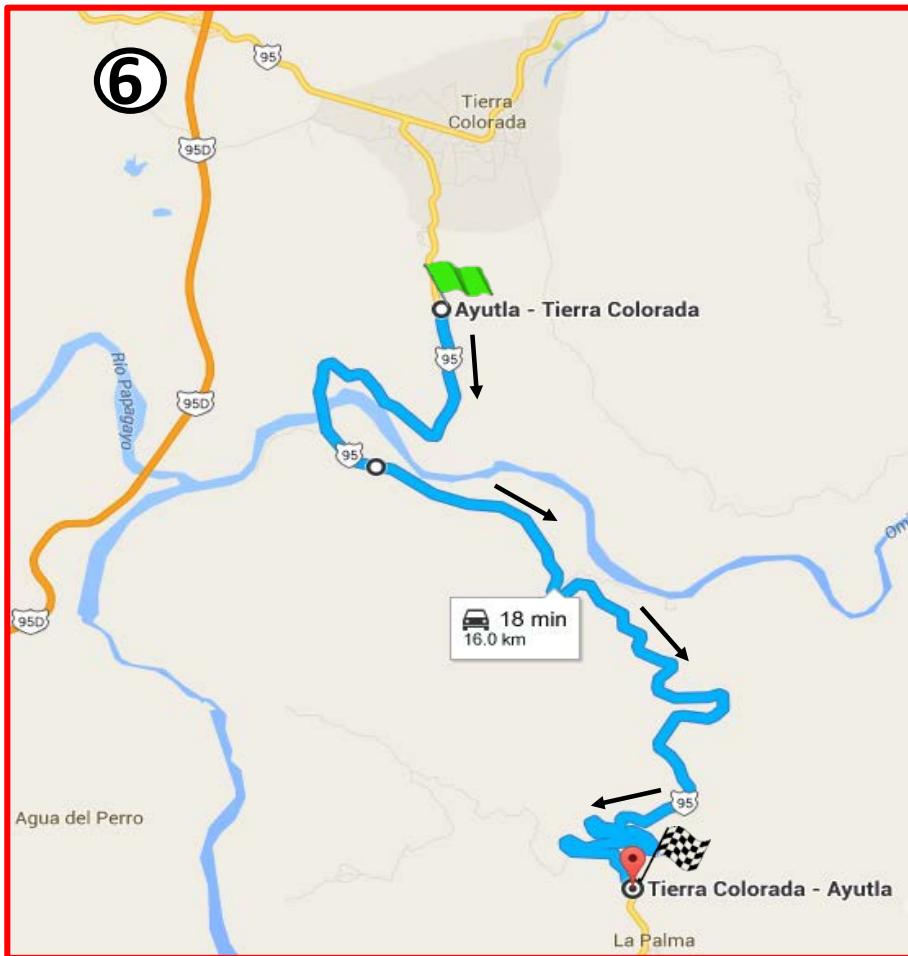 ⑥
95
Tierra
Colorada
95D
Ayutla - Tierra Colorada
95
Rio Papagayo
95D
95
Omi
18 min
16.0 km
95D
95
Agua del Perro
Tierra Colorada - Ayutla
La Palma